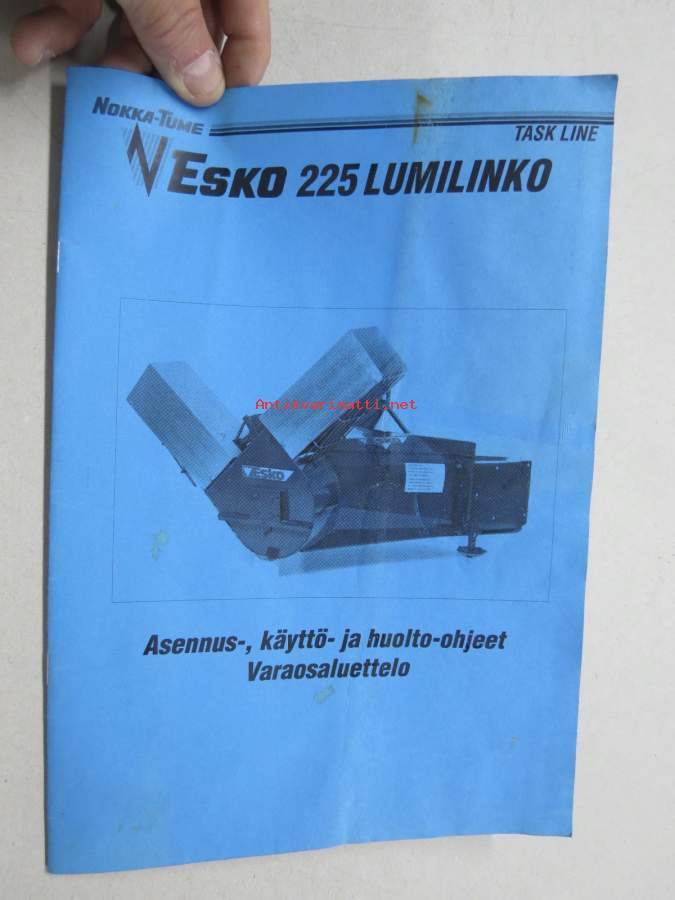 NOKKA-TUME
TASK LINE
ESKO 225 LUMILINKO
Antikvariaatti.net
ESKO
Asennus-, käyttö- ja huolto-ohjeet
Varaosaluettelo